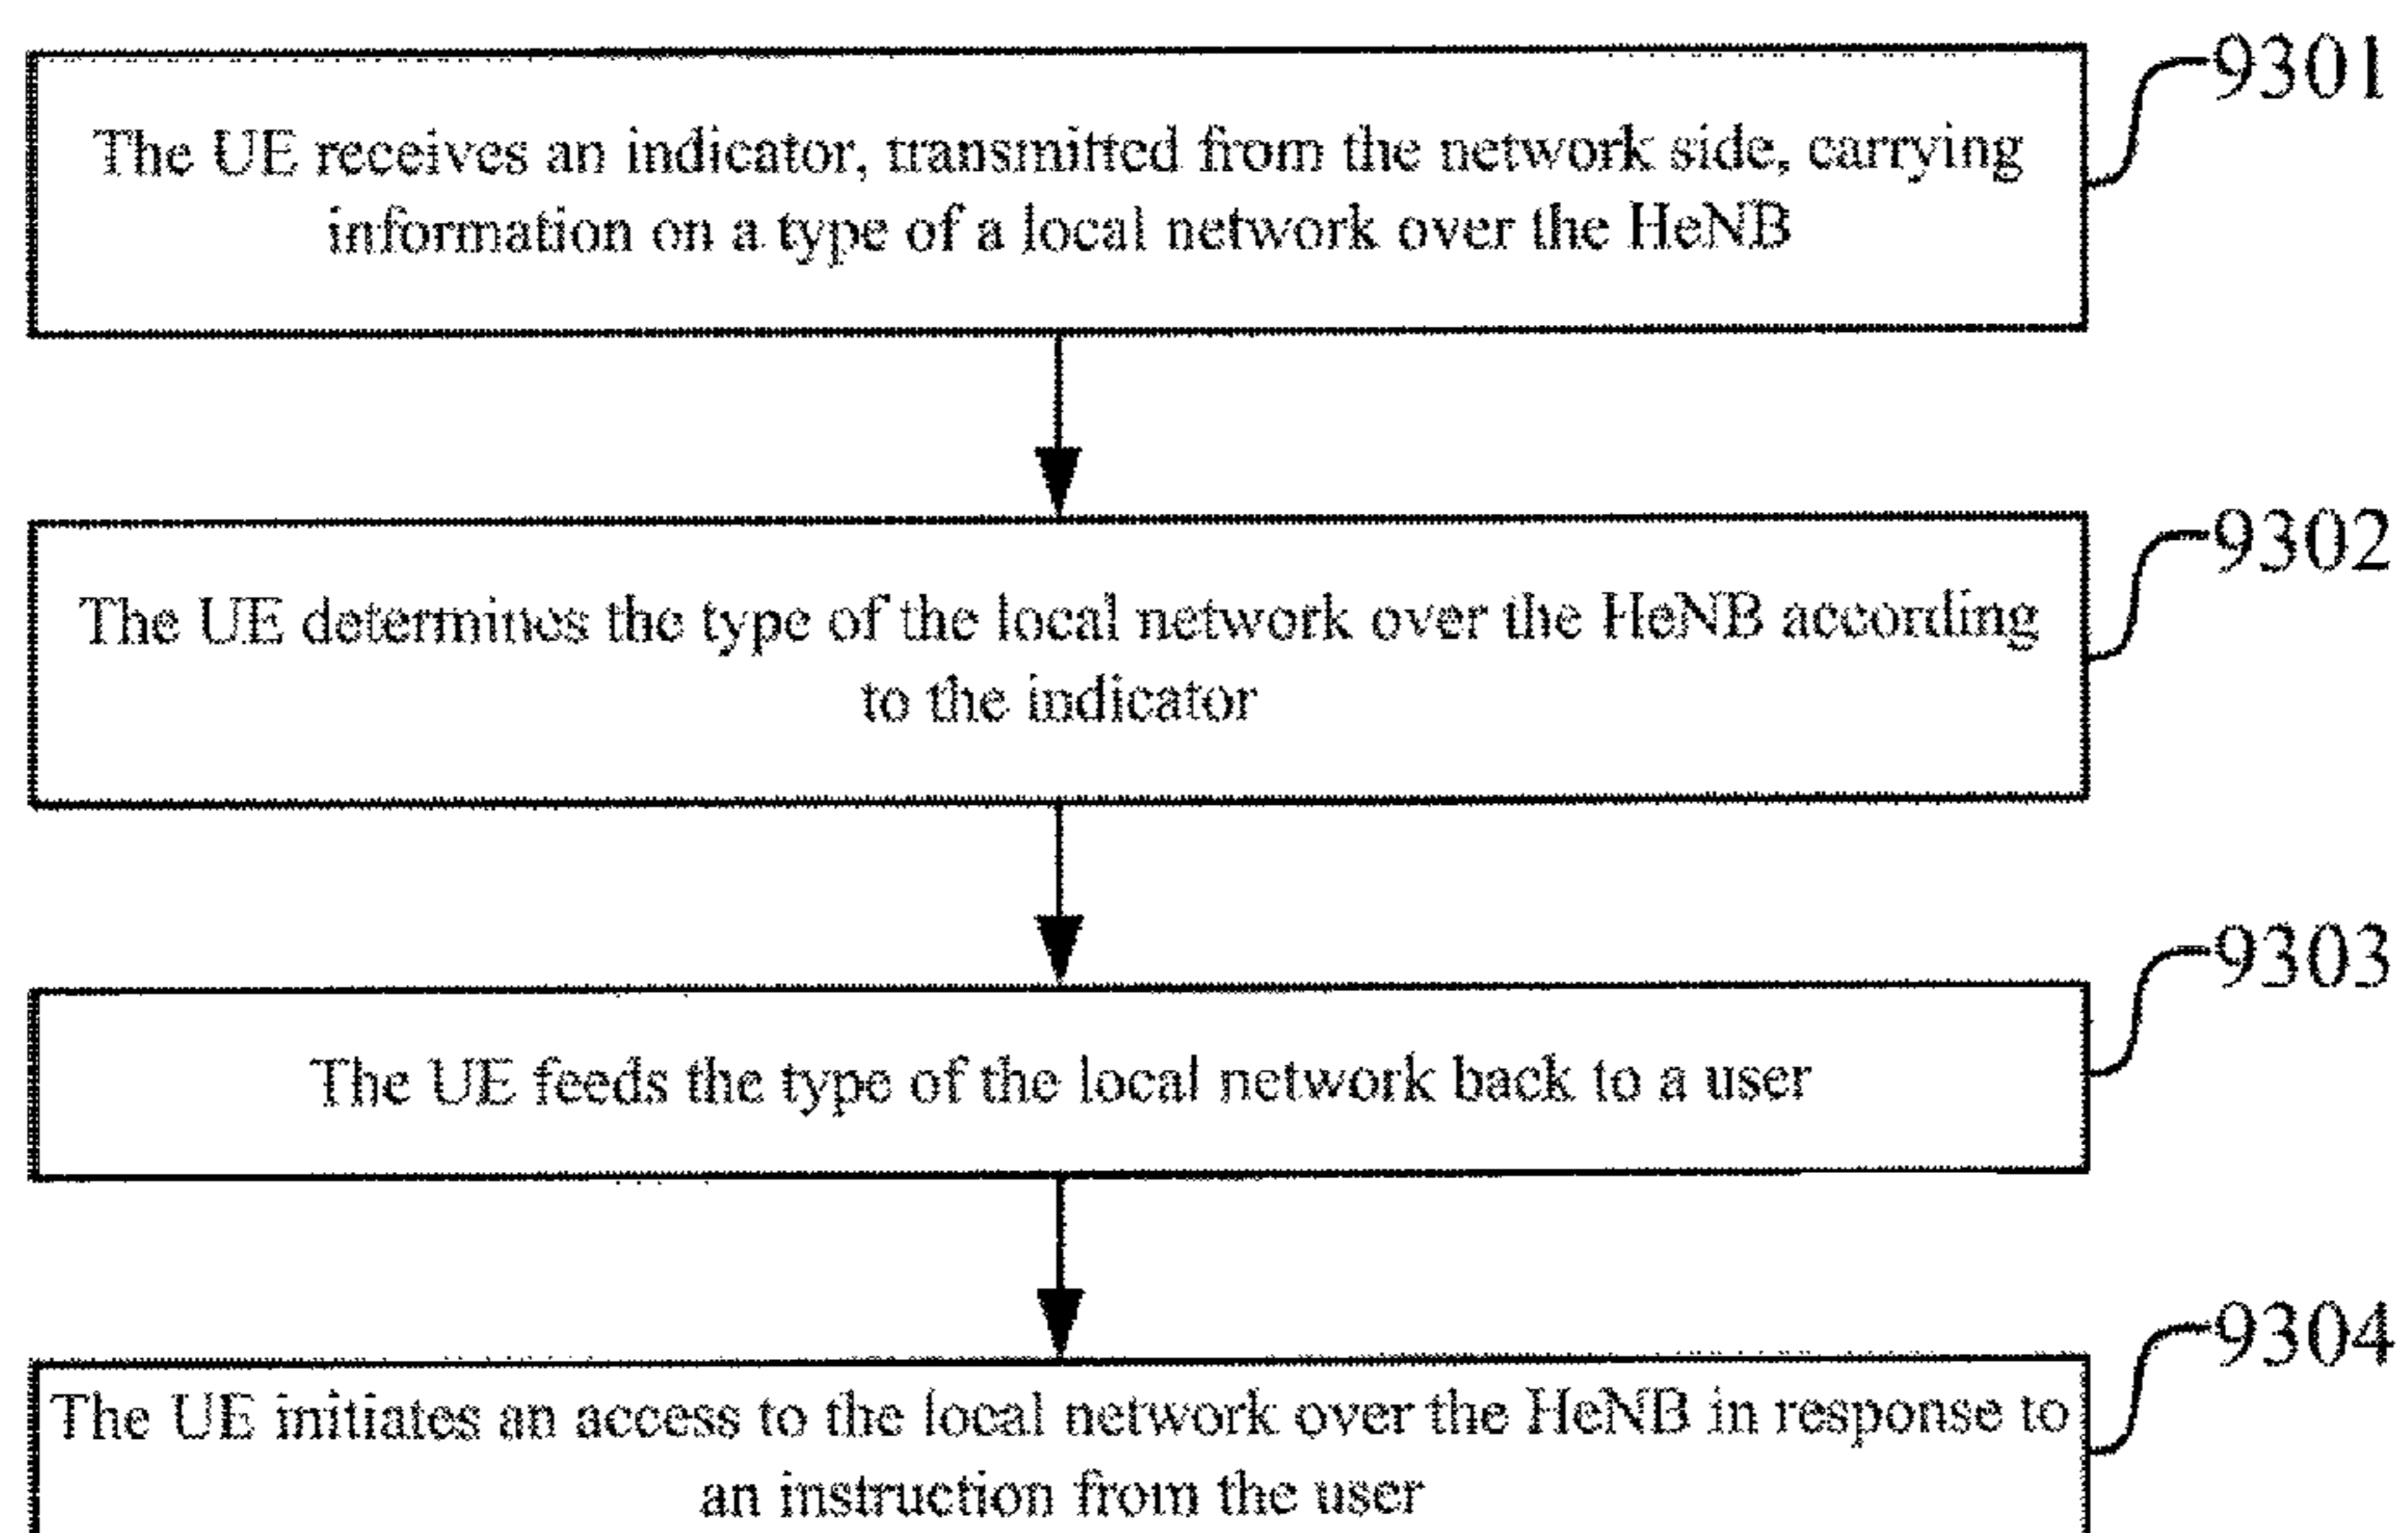 9301
The UE receives an indicator, transmitted from the network side, carrying
information on a type of a local network over the HeNB
9302
The UE determines the type of the local network over the HeNB according
to the indicator
9303
The UE feeds the type of the local network back to a user
9304
The UE initiates an access to the local network over the HeNB in response to
an instruction from the user